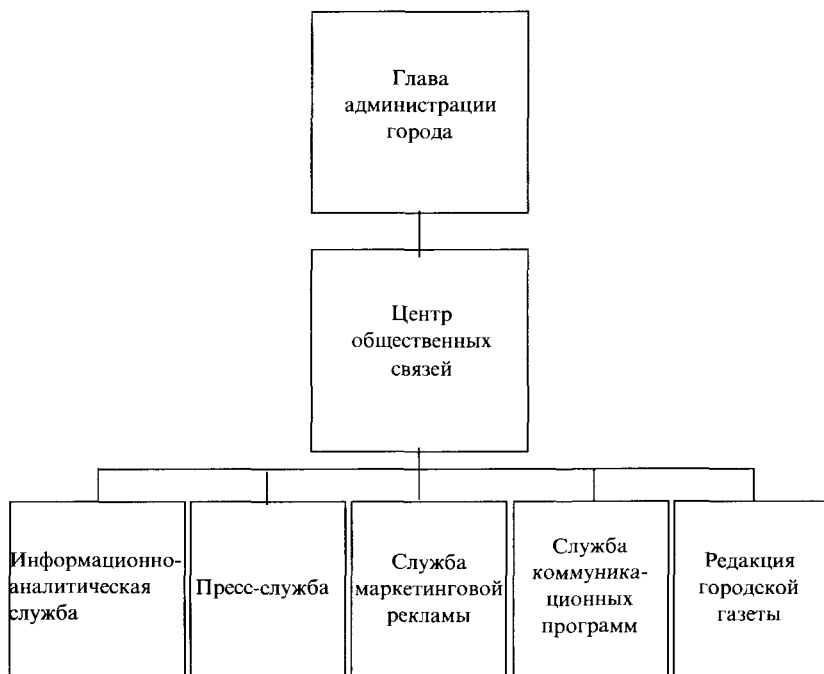 Глава
администрации
города
Центр
общественных
связей
Информационно-
аналитическая
служба
Пресс-служба
Служба
маркетинговой
рекламы
Служба
коммуника-
ционных
программ
Редакция
городской
газеты